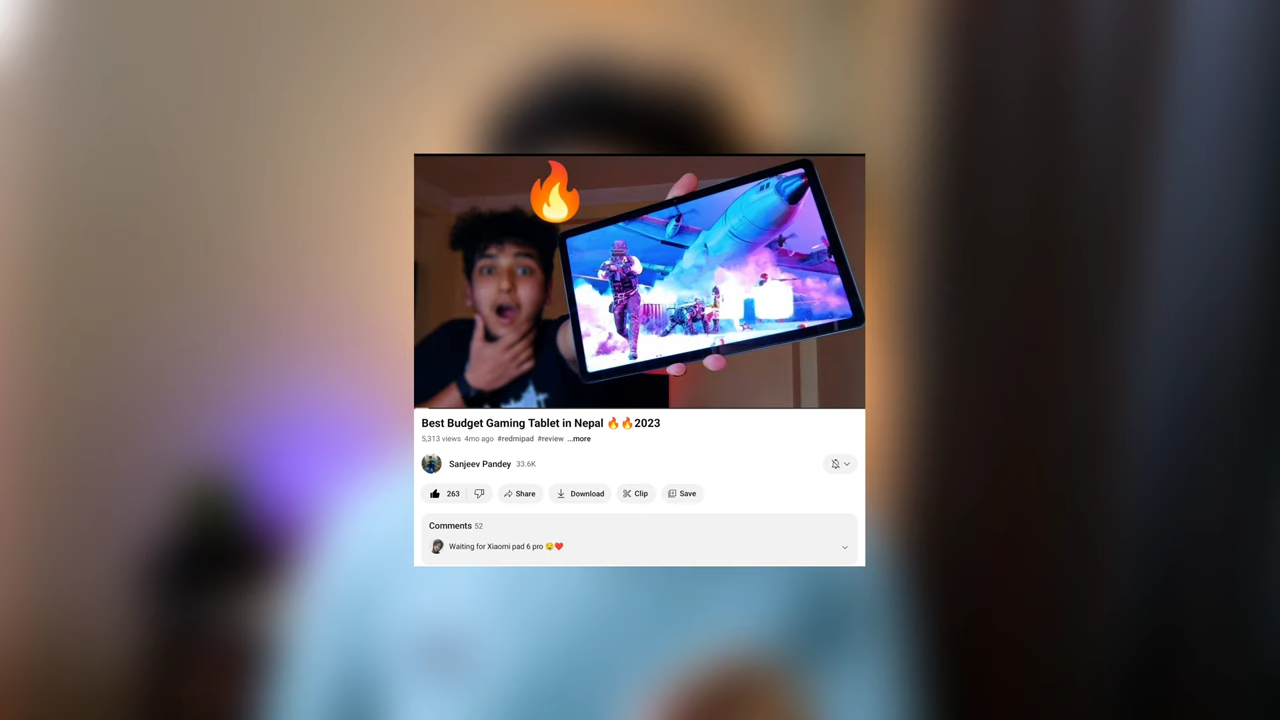 Best Budget Gaming Tablet in Nepal 🔥🔥2023
5,313 views 4mo ago #redmipad #review ...more
Sanjeev Pandey 33.6K
263 Share Download Clip Save
Comments 52
Waiting for Xiaomi pad 6 pro 🤤❤️